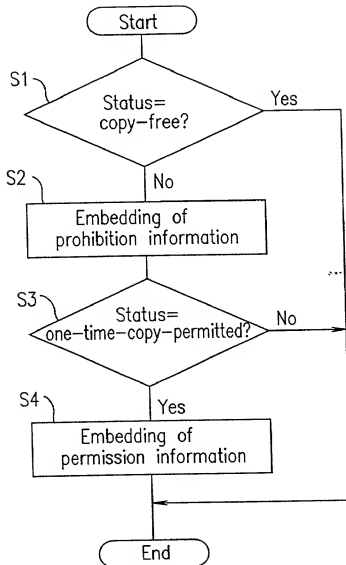 Start
S1
Status=
copy-free?
Yes
No
S2
Embedding of
prohibition information
S3
Status=
one-time-copy-permitted?
No
Yes
S4
Embedding of
permission information
End